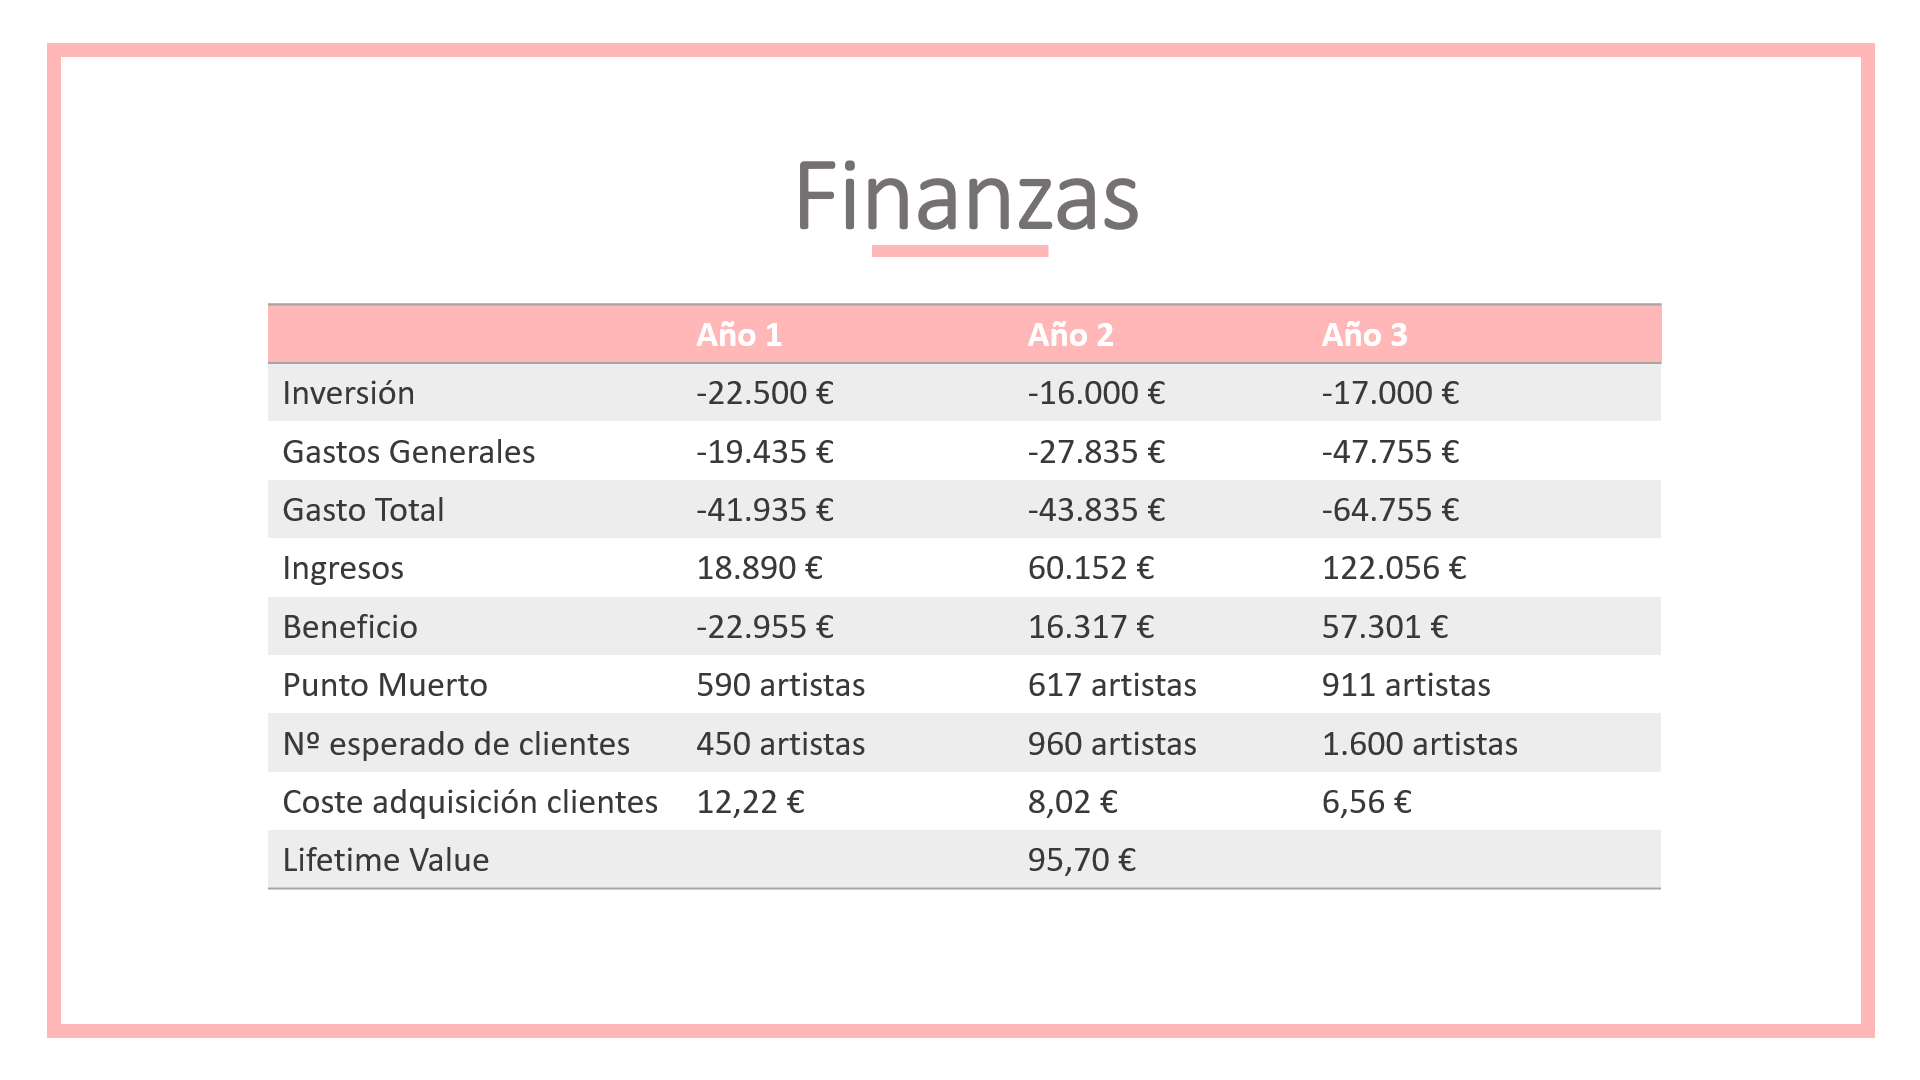 Finanzas
Año 1 Año 2 Año 3
Inversión -22.500 € -16.000 € -17.000 €
Gastos Generales -19.435 € -27.835 € -47.755 €
Gasto Total -41.935 € -43.835 € -64.755 €
Ingresos 18.890 € 60.152 € 122.056 €
Beneficio -22.955 € 16.317 € 57.301 €
Punto Muerto 590 artistas 617 artistas 911 artistas
Nº esperado de clientes 450 artistas 960 artistas 1.600 artistas
Coste adquisición clientes 12,22 € 8,02 € 6,56 €
Lifetime Value 95,70 €